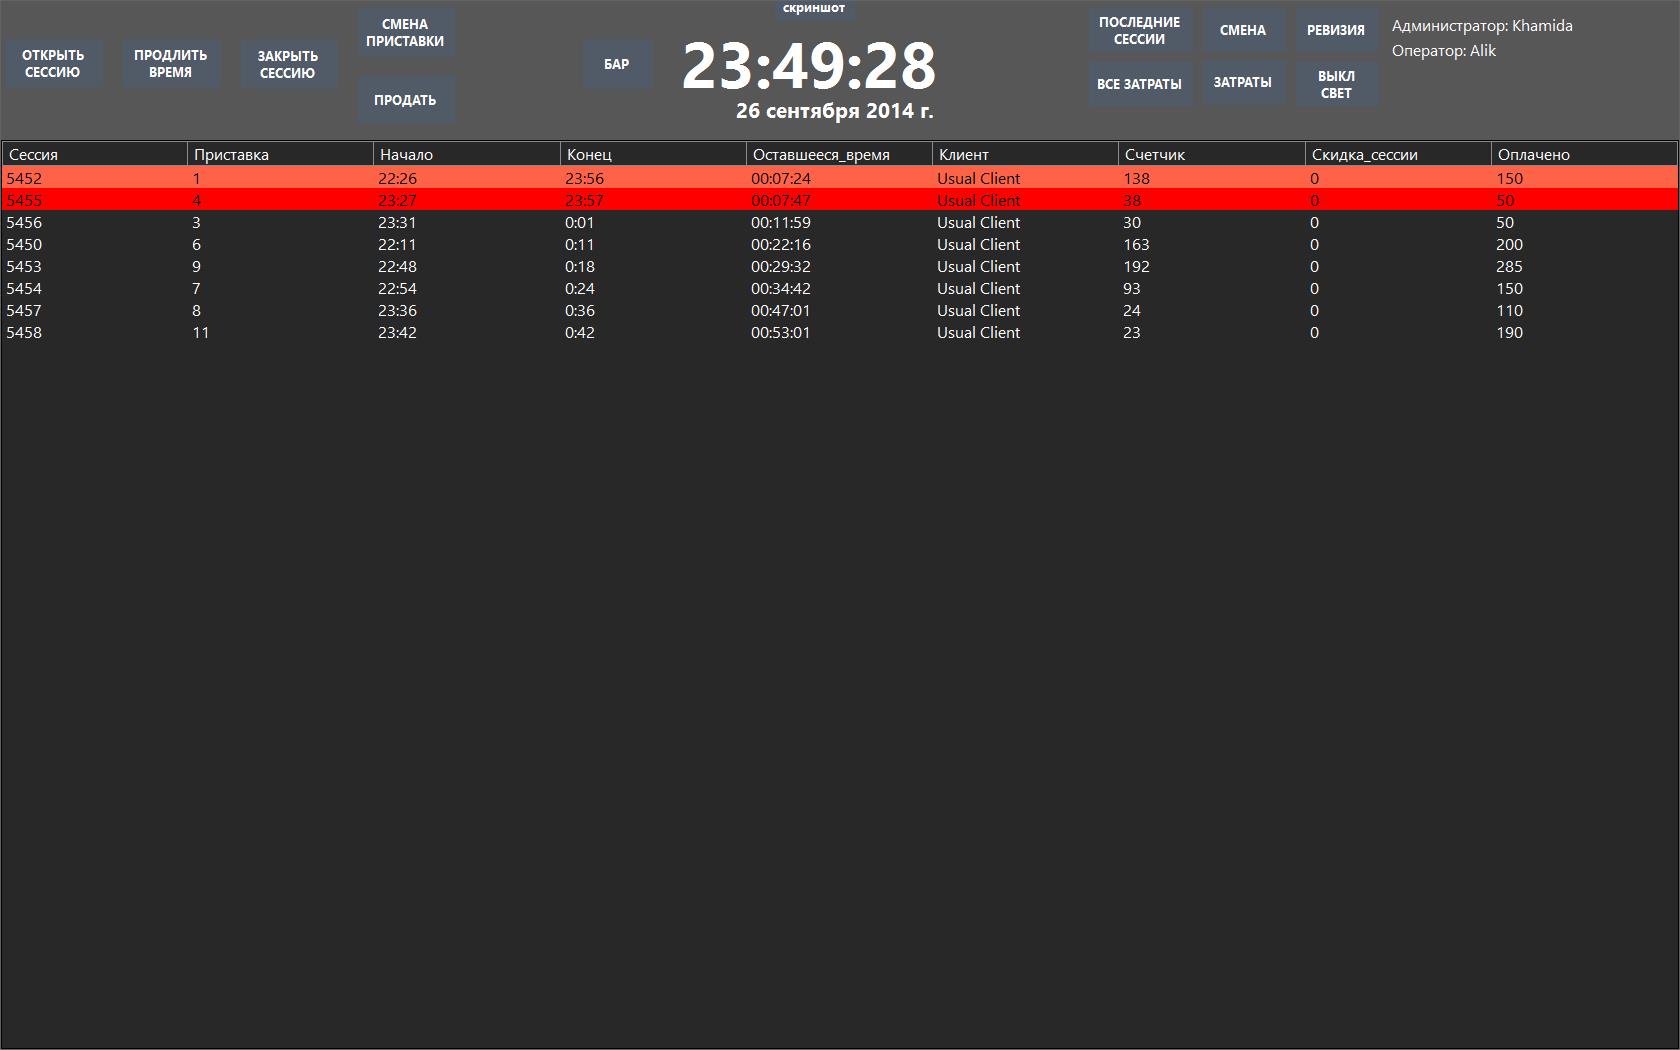 скриншот
ОТКРЫТЬ
СЕССИЮ
ПРОДЛИТЬ
ВРЕМЯ
ЗАКРЫТЬ
СЕССИЮ
СМЕНА
ПРИСТАВКИ
ПРОДАТЬ
БАР
23:49:28
26 сентября 2014 г.
ПОСЛЕДНИЕ
СЕССИИ
СМЕНА
РЕВИЗИЯ
ВСЕ ЗАТРАТЫ
ЗАТРАТЫ
ВЫКЛ
СВЕТ
Администратор: Khamida
Оператор: Alik
Сессия Приставка Начало Конец Оставшееся_время Клиент Счетчик Скидка_сессии Оплачено
5452 1 22:26 23:56 00:07:24 Usual Client 138 0 150
5455 4 23:27 23:57 00:07:47 Usual Client 38 0 50
5456 3 23:31 0:01 00:11:59 Usual Client 30 0 50
5450 6 22:11 0:11 00:22:16 Usual Client 163 0 200
5453 9 22:48 0:18 00:29:32 Usual Client 192 0 285
5454 7 22:54 0:24 00:34:42 Usual Client 93 0 150
5457 8 23:36 0:36 00:47:01 Usual Client 24 0 110
5458 11 23:42 0:42 00:53:01 Usual Client 23 0 190